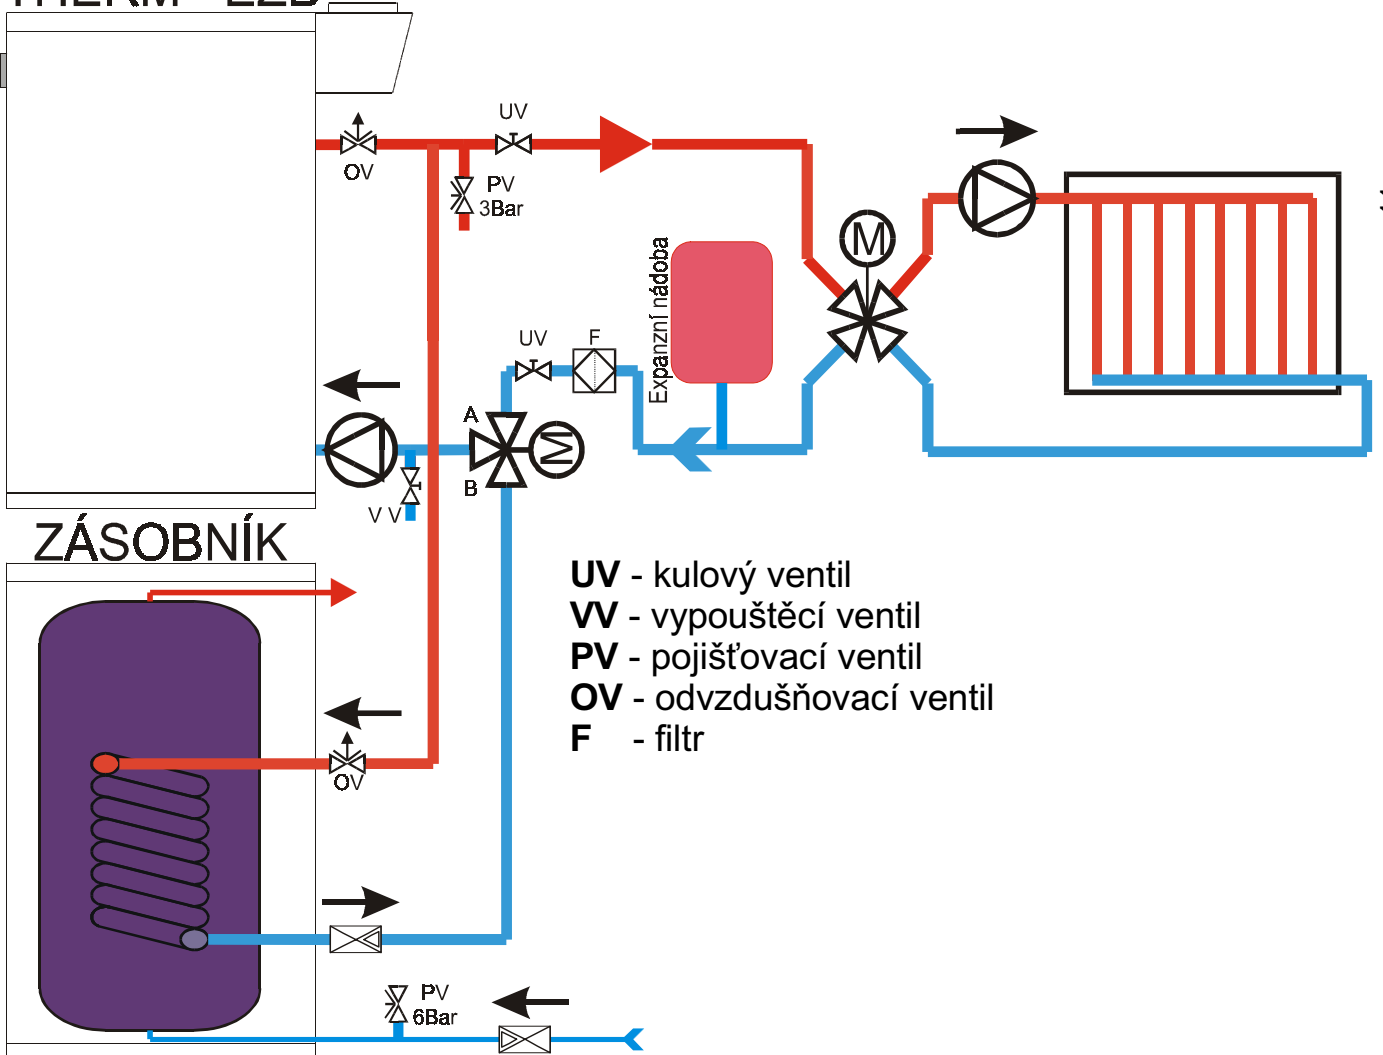 UV
OV
PV
3Bar
M
Expanzní nádoba
UV
F
A
M
B
V V
ZÁSOBNÍK
UV - kulový ventil
VV - vypouštěcí ventil
PV - pojišťovací ventil
OV - odvzdušňovací ventil
F - filtr
OV
PV
6Bar